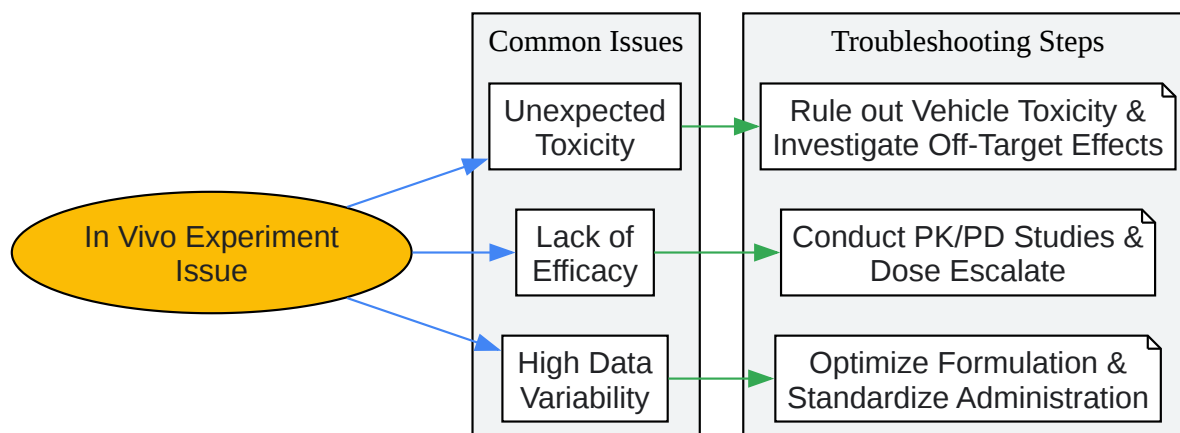 In Vivo Experiment
Issue
Common Issues
Unexpected
Toxicity
Lack of
Efficacy
High Data
Variability
Troubleshooting Steps
Rule out Vehicle Toxicity &
Investigate Off-Target Effects
Conduct PK/PD Studies &
Dose Escalate
Optimize Formulation &
Standardize Administration